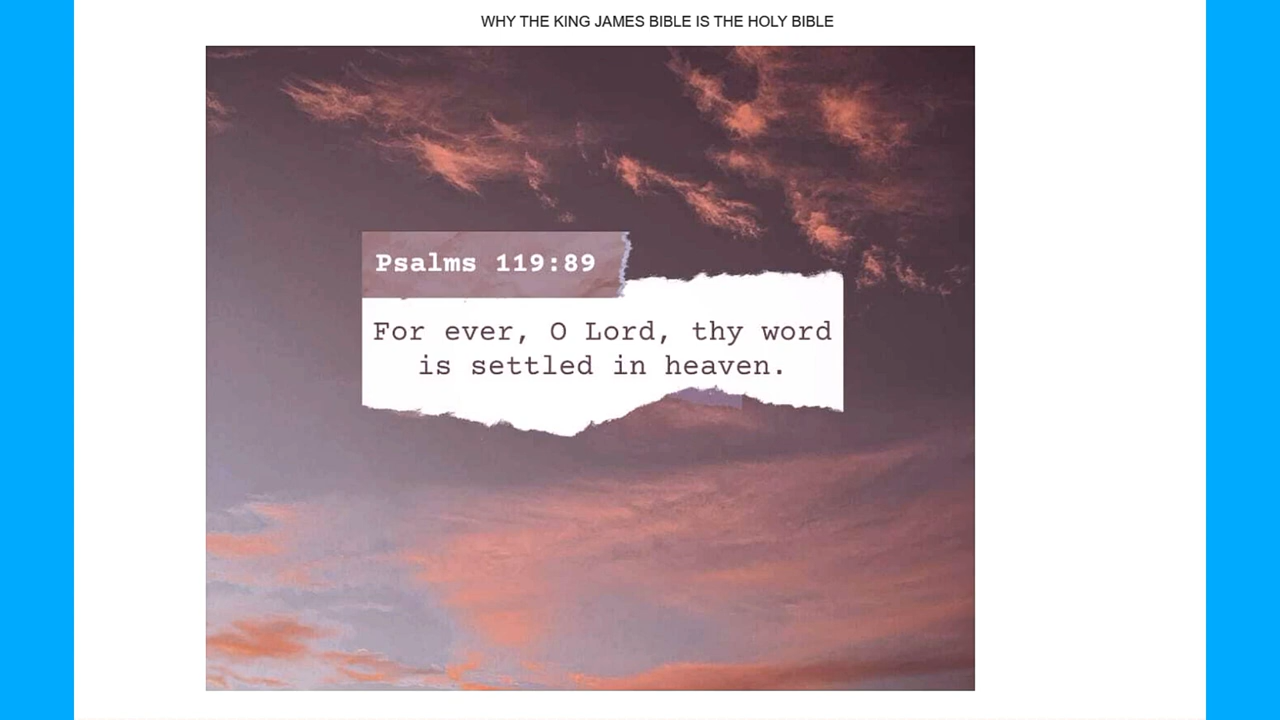 WHY THE KING JAMES BIBLE IS THE HOLY BIBLE
Psalms 119:89
For ever, O Lord, thy word
is settled in heaven.